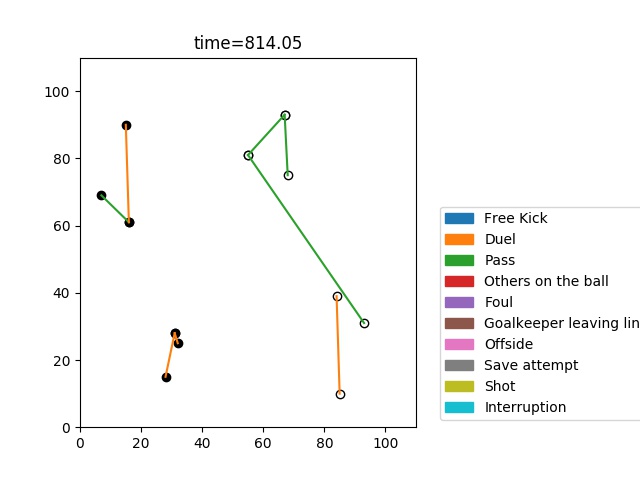 time=814.05
100
80
60
40
20
0
0 20 40 60 80 100
Free Kick
Duel
Pass
Others on the ball
Foul
Goalkeeper leaving lin
Offside
Save attempt
Shot
Interruption